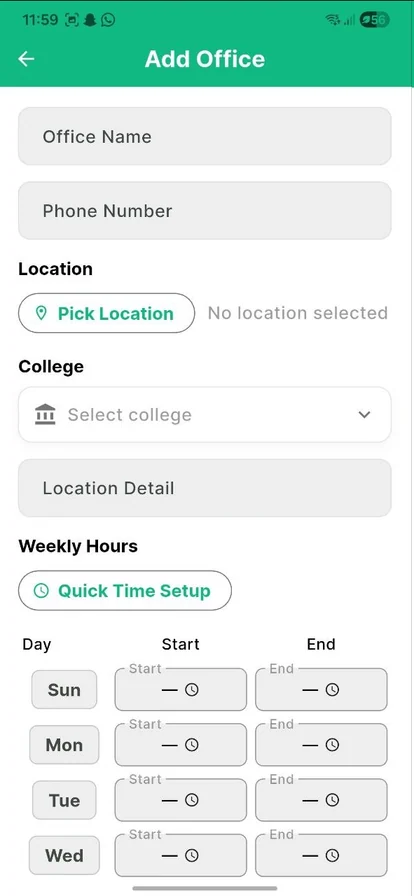 11:59 56
Add Office
Office Name
Phone Number
Location
Pick Location No location selected
College
Select college
Location Detail
Weekly Hours
Quick Time Setup
Day Start End
Start End
Sun — —
Start End
Mon — —
Start End
Tue — —
Start End
Wed — —